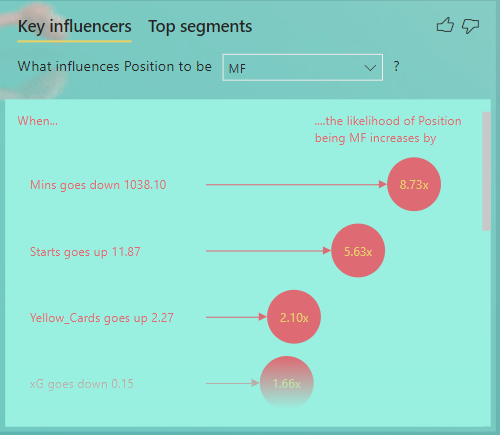 Key influencers Top segments
What influences Position to be MF ?
When...
....the likelihood of Position
being MF increases by
Mins goes down 1038.10 8.73x
Starts goes up 11.87 5.63x
Yellow_Cards goes up 2.27 2.10x
xG goes down 0.15 1.66x